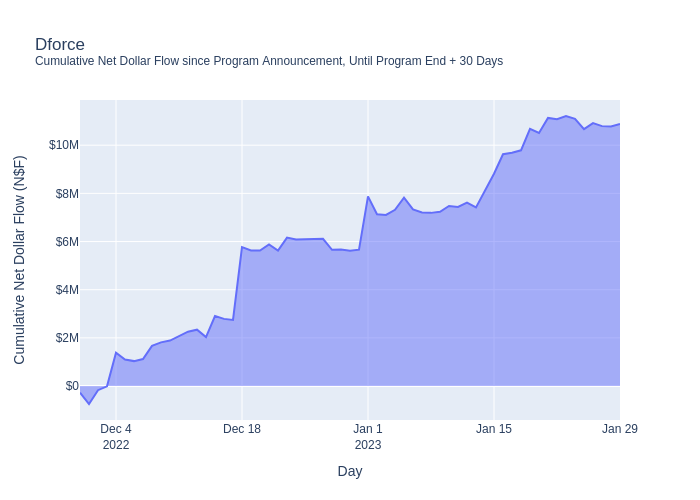 Dforce
Cumulative Net Dollar Flow since Program Announcement, Until Program End + 30 Days
Cumulative Net Dollar Flow (N$F)
$10M
$8M
$6M
$4M
$2M
$0
Dec 4
2022
Dec 18
Jan 1
2023
Jan 15
Jan 29
Day